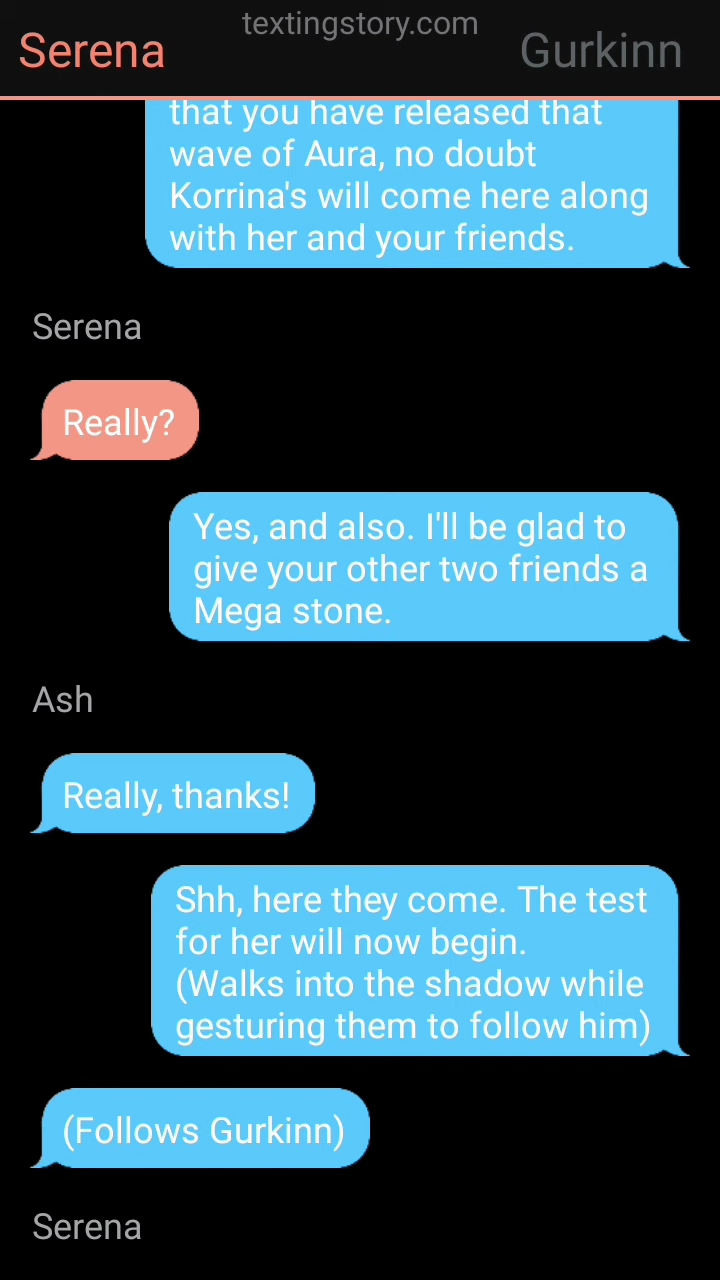 textingstory.com
Serena
Gurkinn
that you have released that
wave of Aura, no doubt
Korrina's will come here along
with her and your friends.
Serena
Really?
Yes, and also. I'll be glad to
give your other two friends a
Mega stone.
Ash
Really, thanks!
Shh, here they come. The test
for her will now begin.
(Walks into the shadow while
gesturing them to follow him)
(Follows Gurkinn)
Serena